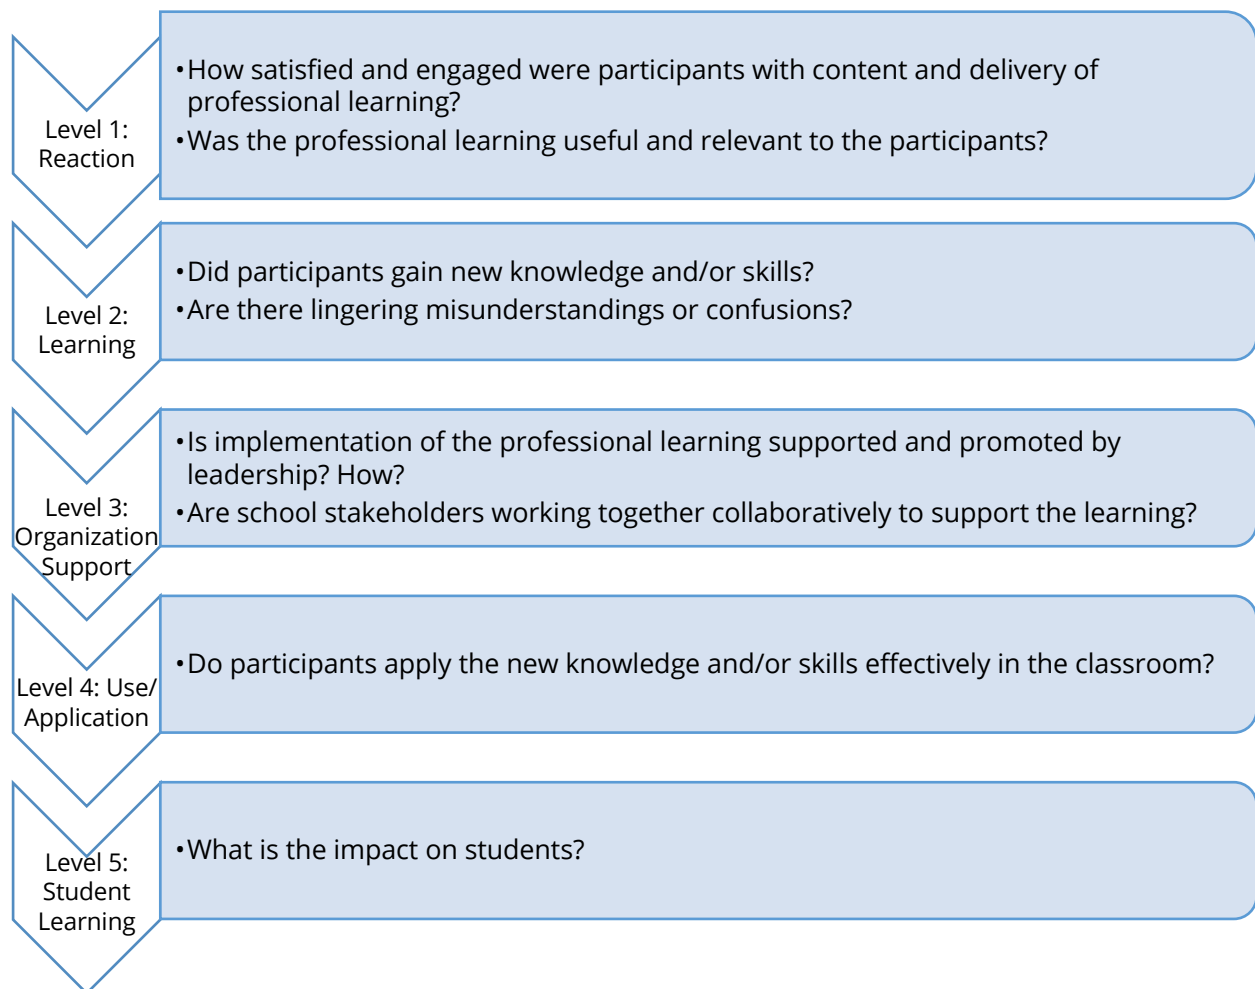 Level 1:
Reaction
•How satisfied and engaged were participants with content and delivery of
professional learning?
•Was the professional learning useful and relevant to the participants?
Level 2:
Learning
•Did participants gain new knowledge and/or skills?
•Are there lingering misunderstandings or confusions?
Level 3:
Organization
Support
•Is implementation of the professional learning supported and promoted by
leadership? How?
•Are school stakeholders working together collaboratively to support the learning?
Level 4: Use/
Application
•Do participants apply the new knowledge and/or skills effectively in the classroom?
Level 5:
Student
Learning
•What is the impact on students?